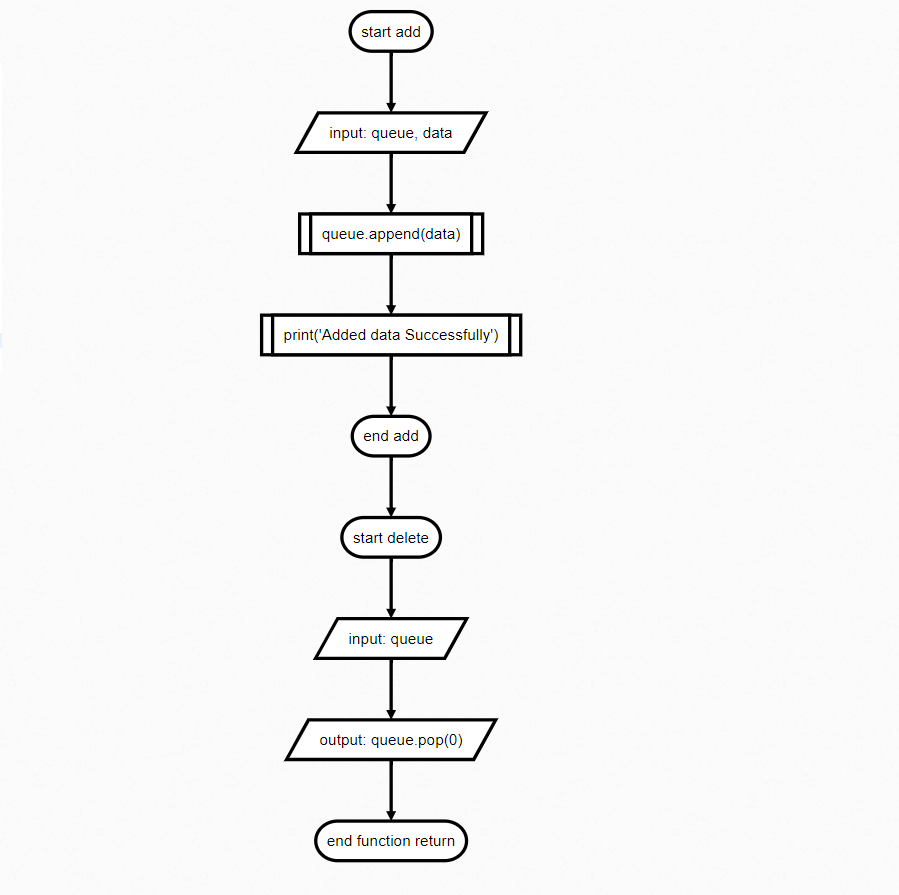 start add
input: queue, data
queue.append(data)
print('Added data Successfully')
end add
start delete
input: queue
output: queue.pop(0)
end function return